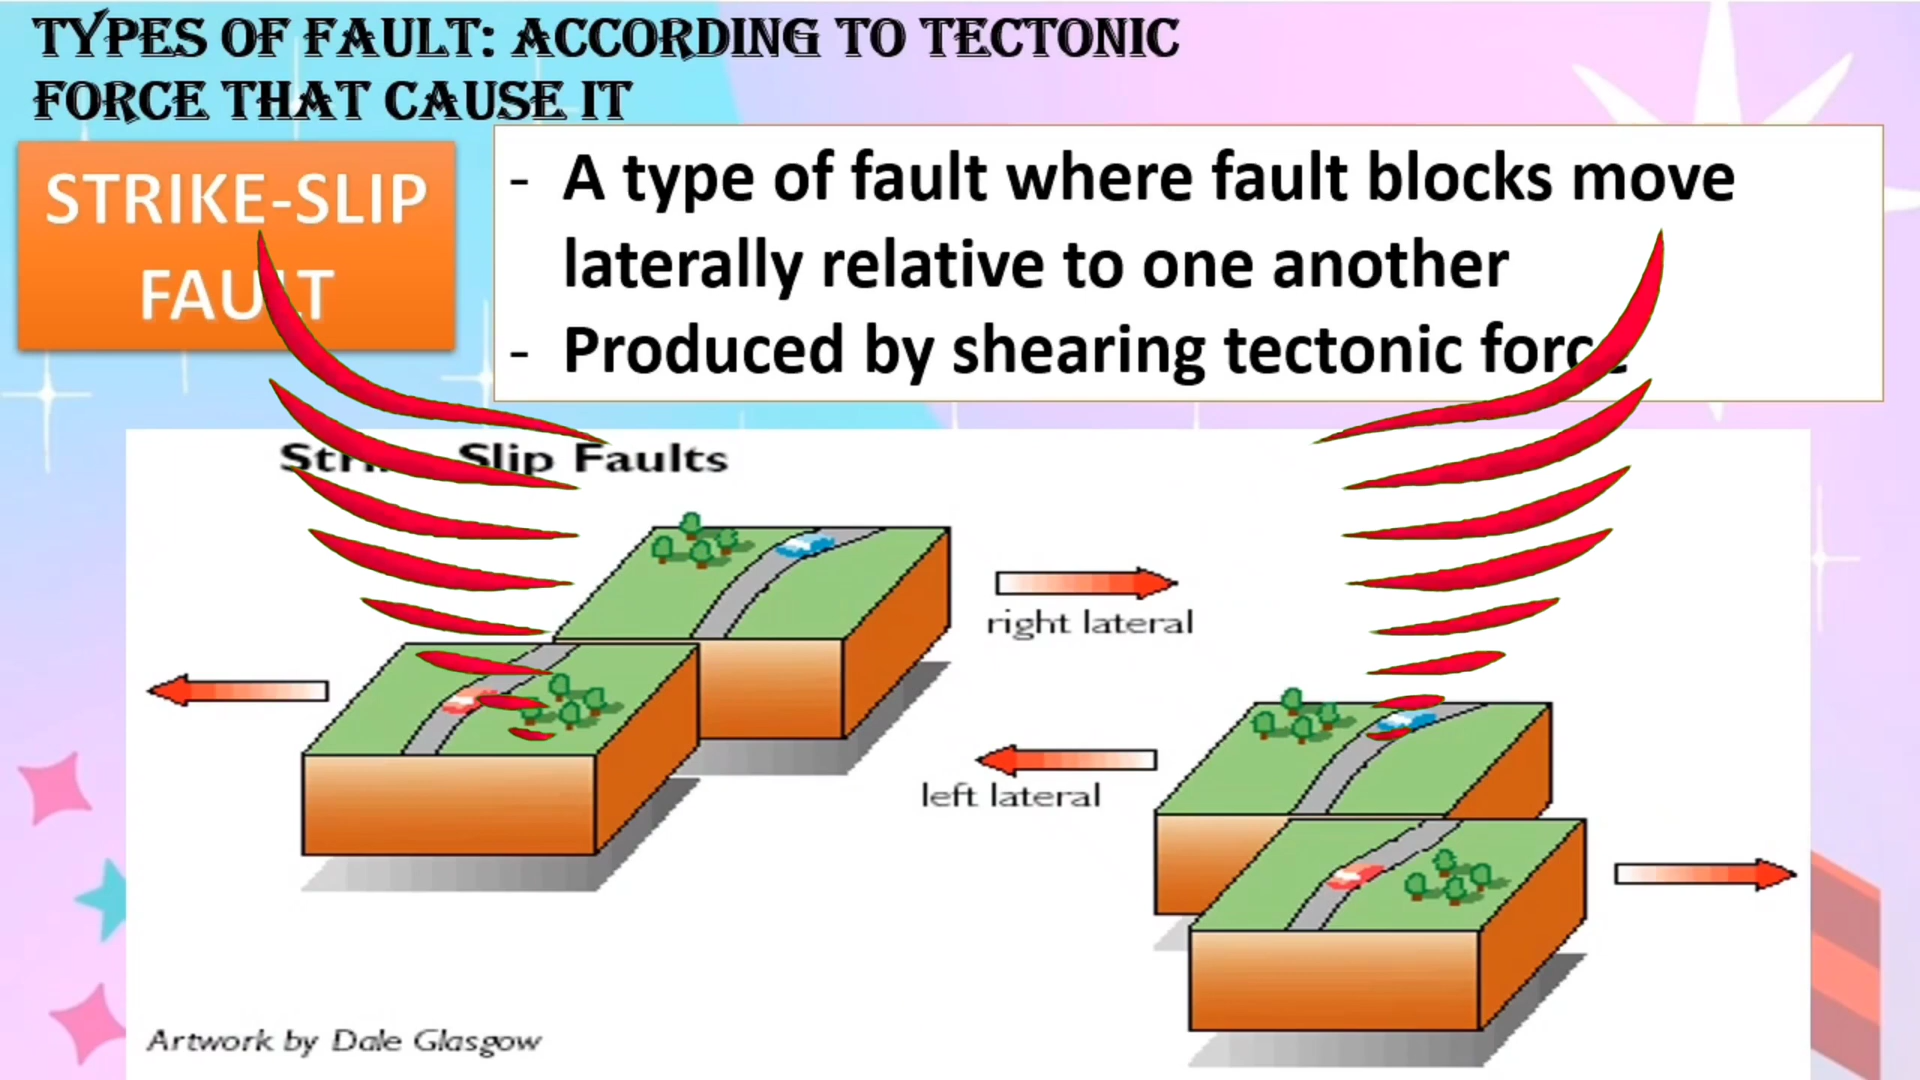 TYPES OF FAULT: ACCORDING TO TECTONIC
FORCE THAT CAUSE IT
STRIKE-SLIP
FAULT
- A type of fault where fault blocks move
laterally relative to one another
- Produced by shearing tectonic force
Slip Faults
right lateral
left lateral
Artwork by Dale Glasgow